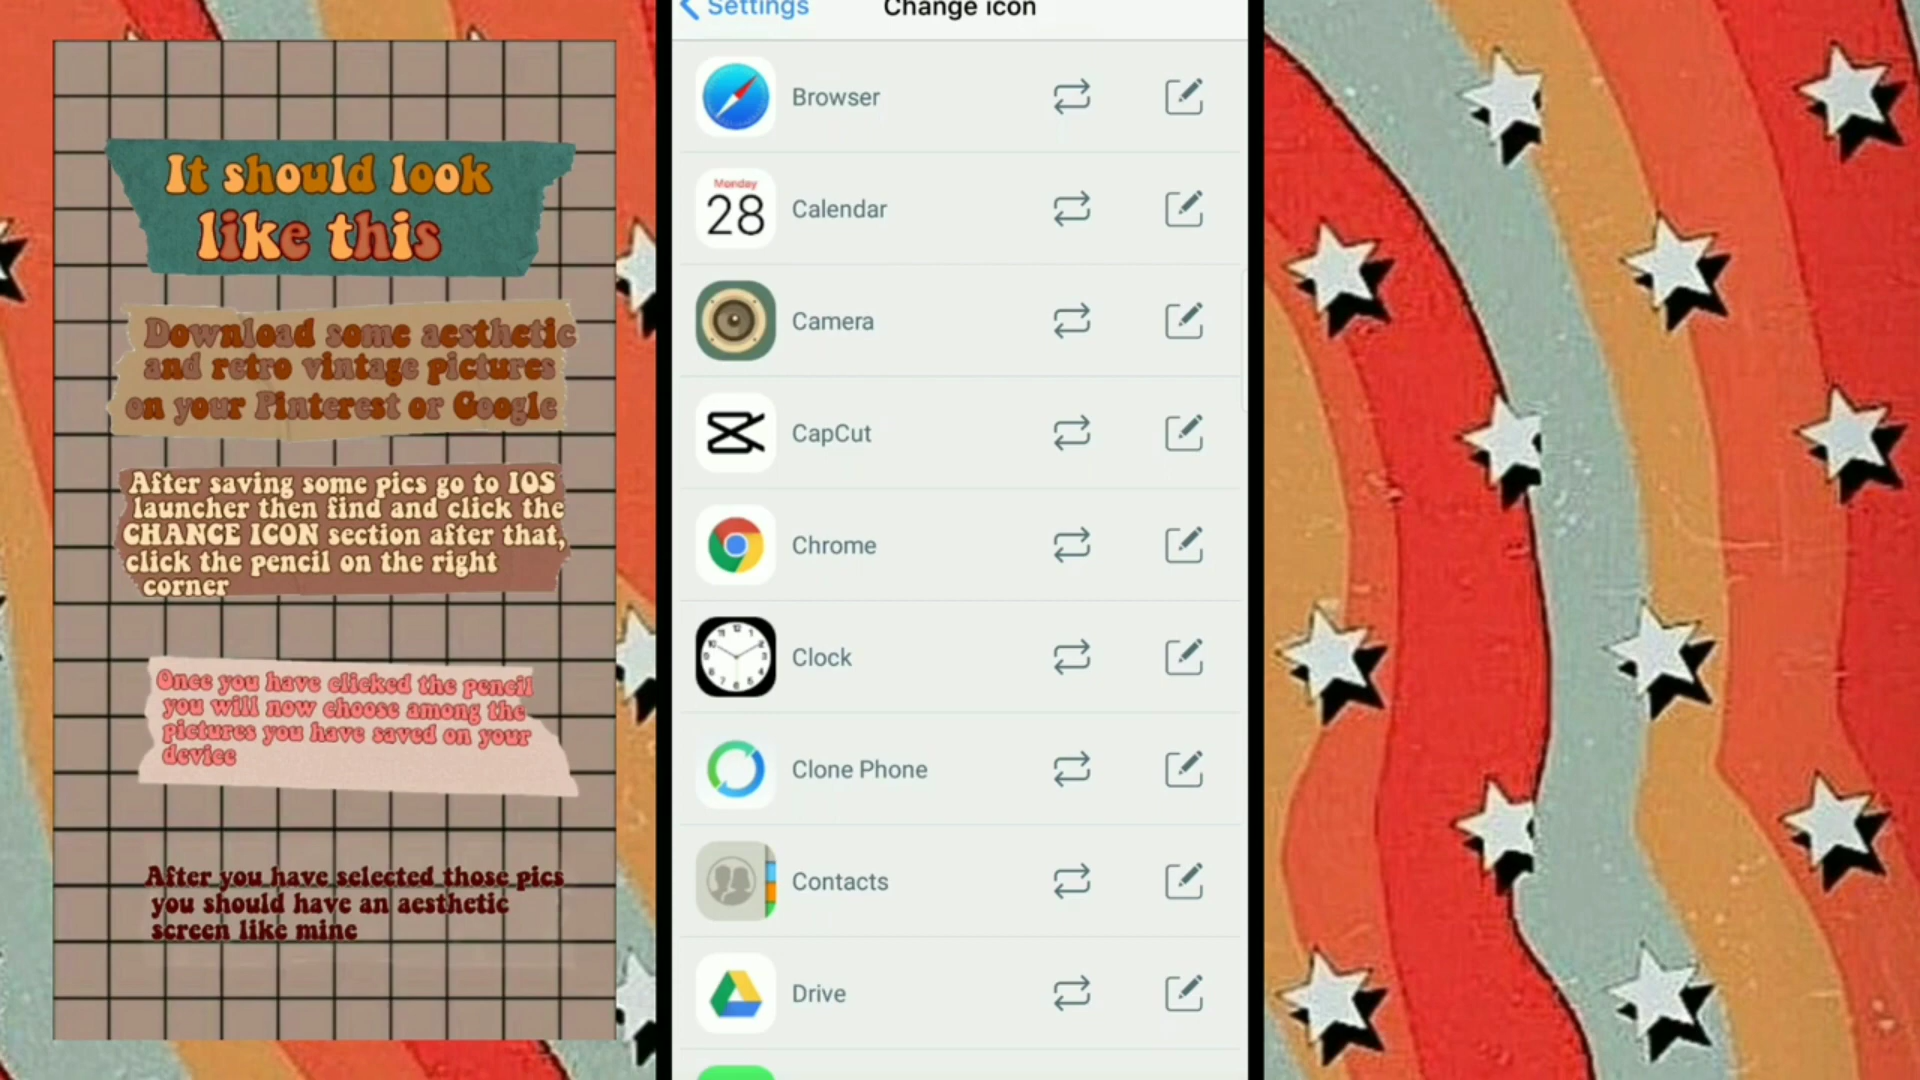 It should look
like this
Download some aesthetic
and retro vintage pictures
on your Pinterest or Google
After saving some pics go to IOS
launcher then find and click the
CHANCE ICON section after that,
click the pencil on the right
corner
Once you have clicked the pencil
you will now choose among the
pictures you have saved on your
device
After you have selected those pics
you should have an aesthetic
screen like mine
Settings
Change icon
Browser
Monday
28
Calendar
Camera
CapCut
Chrome
Clock
Clone Phone
Contacts
Drive